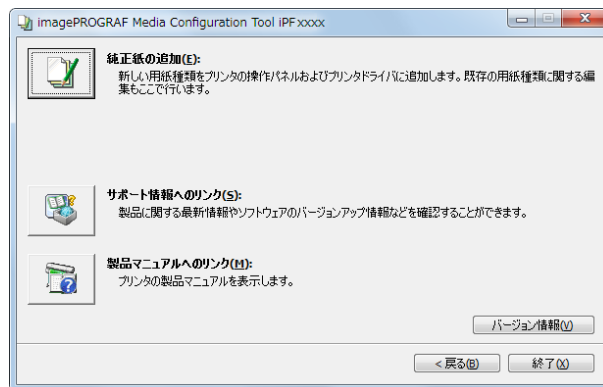 imagePROGRAF Media Configuration Tool iPF xxxx
純正紙の追加(E):
新しい用紙種類をプリンタの操作パネルおよびプリンタドライバに追加します。既存の用紙種類に関する編
集もここで行います。
サポート情報へのリンク(S):
製品に関する最新情報やソフトウェアのバージョンアップ情報などを確認することができます。
製品マニュアルへのリンク(M):
プリンタの製品マニュアルを表示します。
バージョン情報(V)
< 戻る(B)
終了(X)